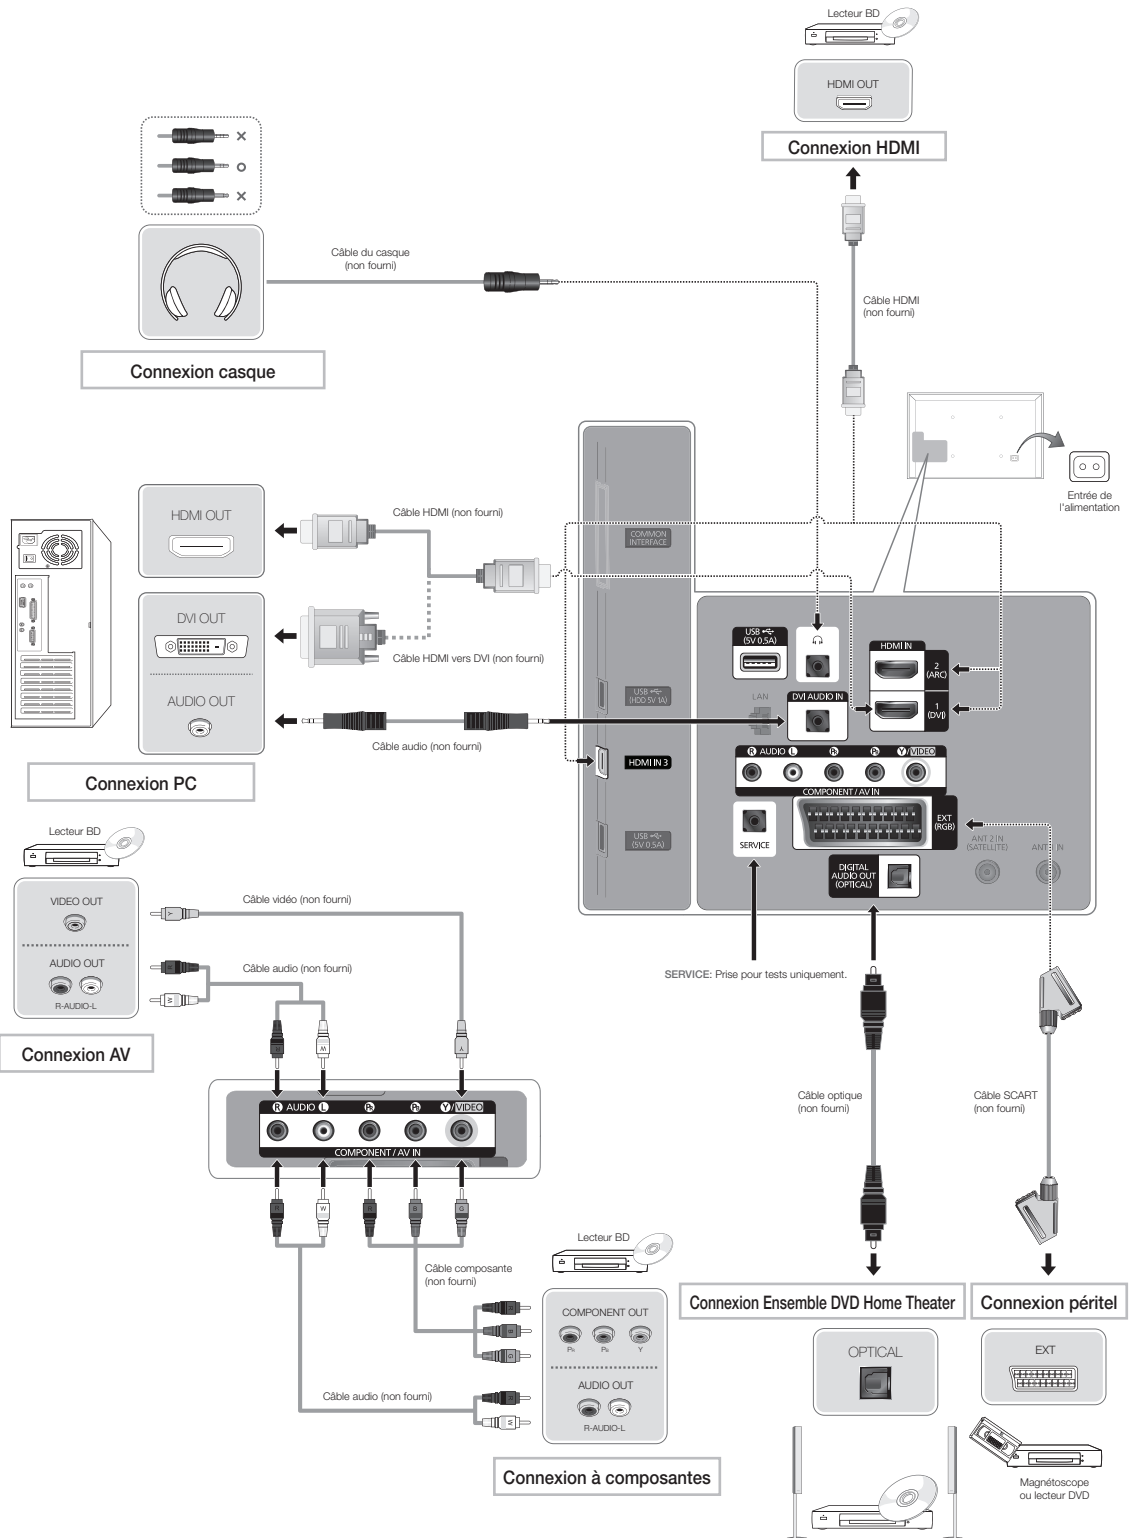 Lecteur BD
HDMI OUT
Connexion HDMI
Câble du casque
(non fourni)
Câble HDMI
(non fourni)
Connexion casque
Entrée de
l'alimentation
HDMI OUT
Câble HDMI (non fourni)
COMMON
INTERFACE
DVI OUT
Câble HDMI vers DVI (non fourni)
USB
(5V 0.5A)
HDMI IN
2
(ARC)
1
(DVI)
USB
(HDD 5V 1A)
LAN
DVI AUDIO IN
AUDIO OUT
Câble audio (non fourni)
HDMI IN 3
R AUDIO L PR PB Y/VIDEO
COMPONENT / AV IN
Connexion PC
EXT
(RGB)
USB
(5V 0.5A)
SERVICE
ANT 2 IN
(SATELLITE)
DIGITAL
AUDIO OUT
(OPTICAL)
Lecteur BD
VIDEO OUT
Câble vidéo (non fourni)
AUDIO OUT
R-AUDIO-L
Câble audio (non fourni)
R
W
Y
SERVICE: Prise pour tests uniquement.
Connexion AV
R AUDIO L PR PB Y/VIDEO
COMPONENT / AV IN
R
W
R
B
G
Câble optique
(non fourni)
Câble SCART
(non fourni)
Lecteur BD
Câble composante
(non fourni)
COMPONENT OUT
PR PB Y
AUDIO OUT
R-AUDIO-L
Câble audio (non fourni)
Connexion à composantes
Connexion Ensemble DVD Home Theater
OPTICAL
Connexion péritel
EXT
Magnétoscope
ou lecteur DVD